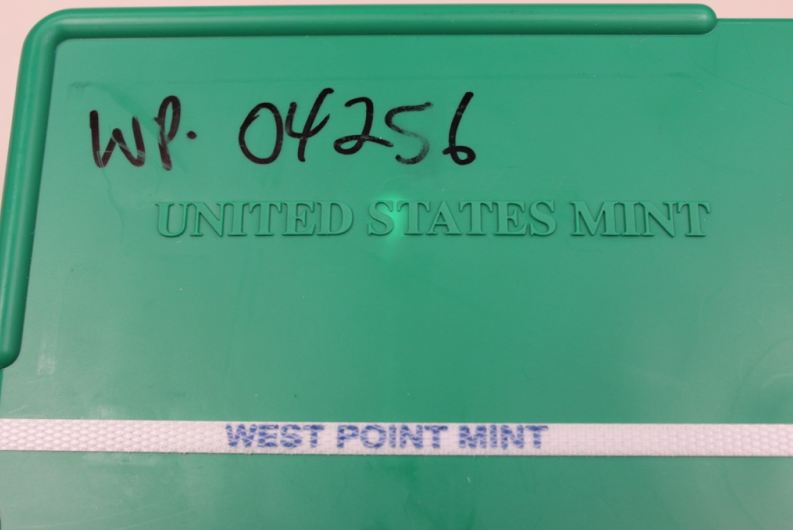 WP. 04256
UNITED STATES MINT
WEST POINT MINT